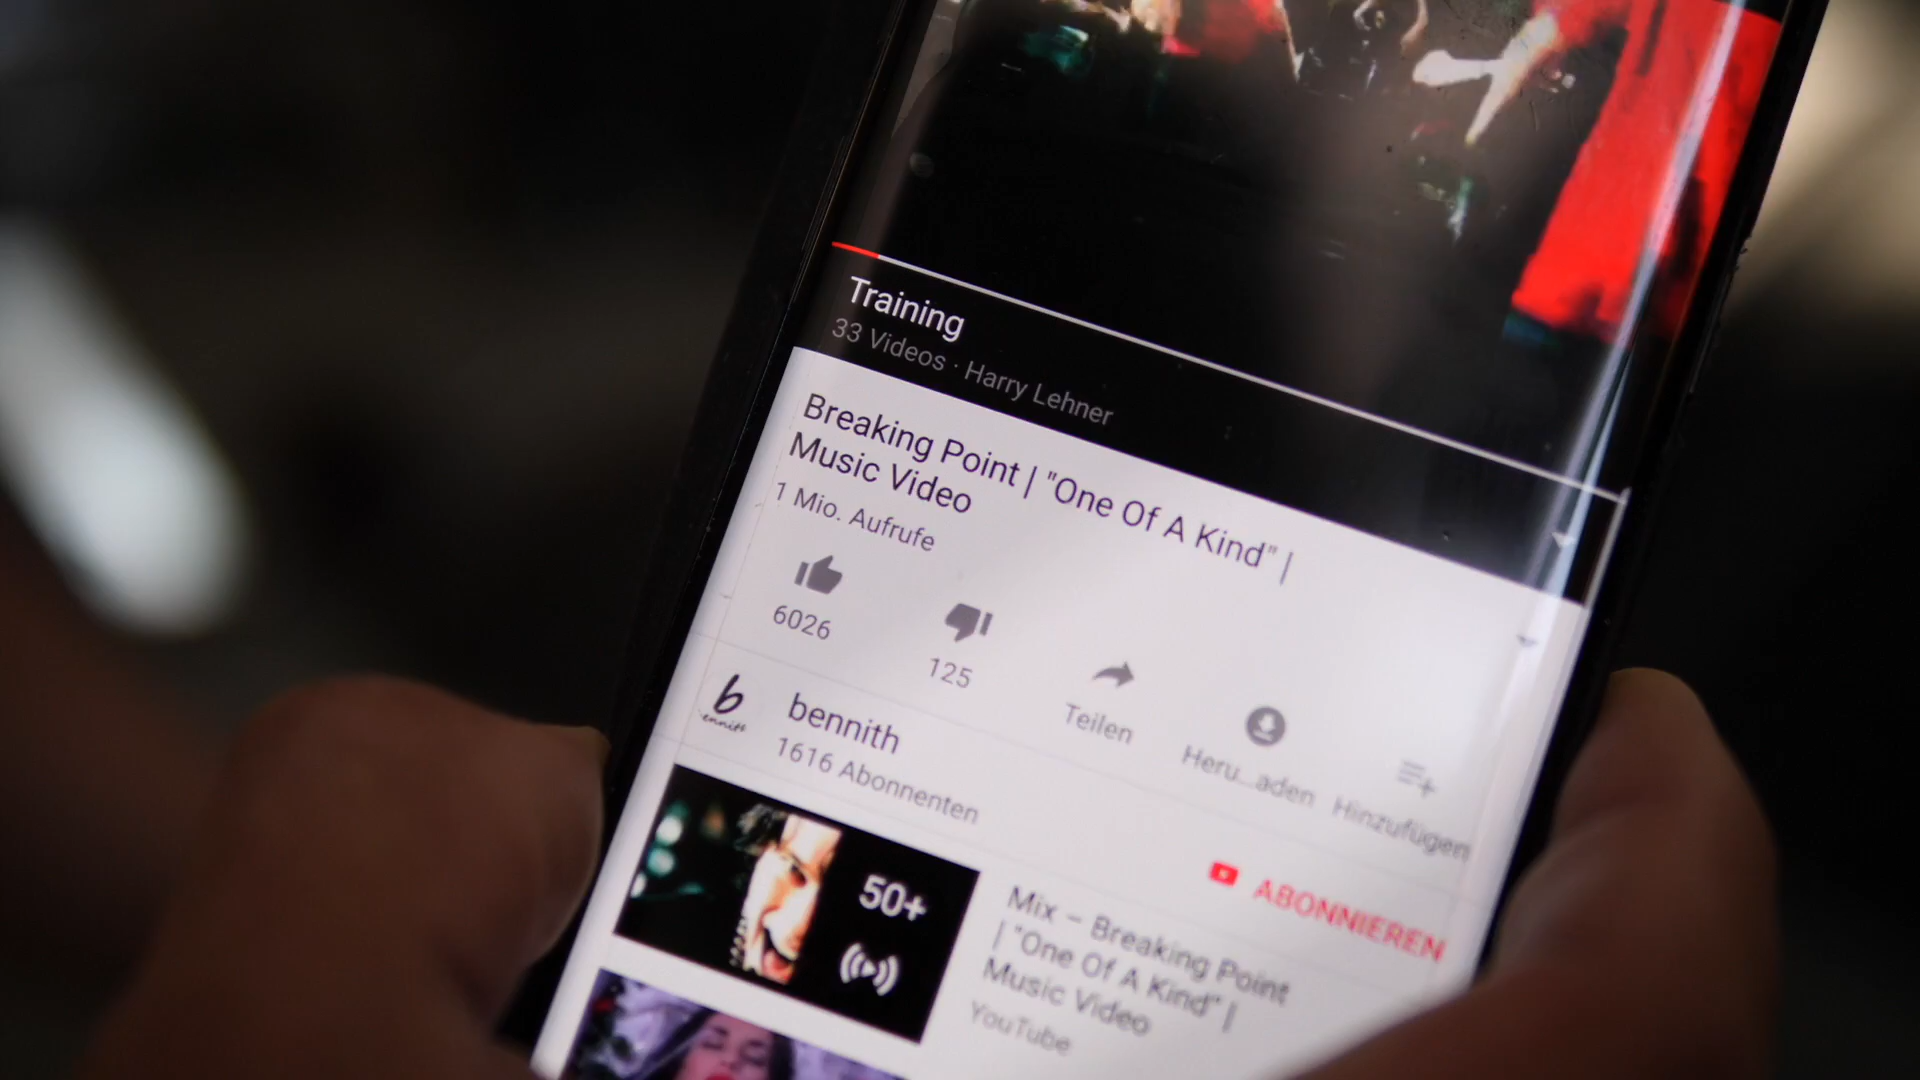 Training
33 Videos · Harry Lehner
Breaking Point | "One Of A Kind" |
Music Video
1 Mio. Aufrufe
6026
125
Teilen
Heru...aden
Hinzufügen
b
ennith
bennith
1616 Abonnenten
ABONNIEREN
50+
Mix – Breaking Point
| "One Of A Kind" |
Music Video
YouTube